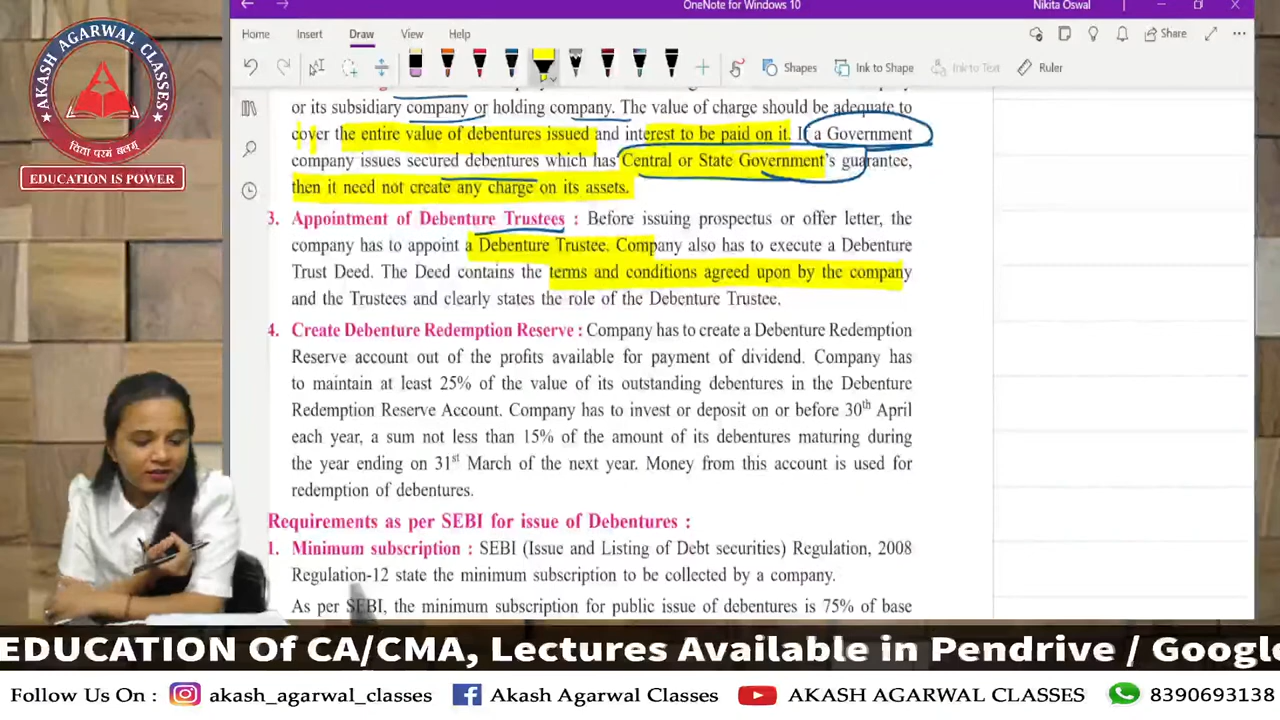 OneNote for Windows 10
Nikita Oswal
Home Insert Draw View Help
Share
Shapes Ink to Shape Ink to Text Ruler
AKASH AGARWAL CLASSES
विद्या परमं बलम्
EDUCATION IS POWER
or its subsidiary company or holding company. The value of charge should be adequate to
cover the entire value of debentures issued and interest to be paid on it. If a Government
company issues secured debentures which has Central or State Government's guarantee,
then it need not create any charge on its assets.
3. Appointment of Debenture Trustees : Before issuing prospectus or offer letter, the
company has to appoint a Debenture Trustee. Company also has to execute a Debenture
Trust Deed. The Deed contains the terms and conditions agreed upon by the company
and the Trustees and clearly states the role of the Debenture Trustee.
4. Create Debenture Redemption Reserve : Company has to create a Debenture Redemption
Reserve account out of the profits available for payment of dividend. Company has
to maintain at least 25% of the value of its outstanding debentures in the Debenture
Redemption Reserve Account. Company has to invest or deposit on or before 30th April
each year, a sum not less than 15% of the amount of its debentures maturing during
the year ending on 31st March of the next year. Money from this account is used for
redemption of debentures.
Requirements as per SEBI for issue of Debentures :
1. Minimum subscription : SEBI (Issue and Listing of Debt securities) Regulation, 2008
Regulation-12 state the minimum subscription to be collected by a company.
As per SEBI, the minimum subscription for public issue of debentures is 75% of base
EDUCATION Of CA/CMA, Lectures Available in Pendrive / Google
Follow Us On : akash_agarwal_classes Akash Agarwal Classes AKASH AGARWAL CLASSES 8390693138